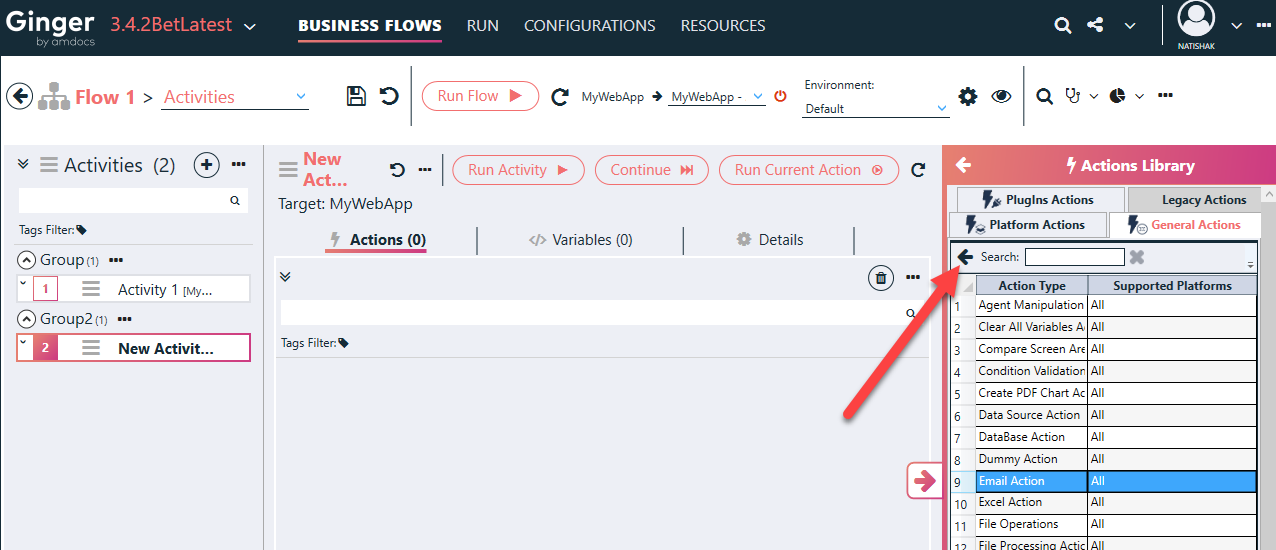 Ginger
by amdocs
3.4.2BetLatest
BUSINESS FLOWS
RUN
CONFIGURATIONS
RESOURCES
NATISHAK
Flow 1 > Activities
Run Flow
MyWebApp
MyWebApp -
Environment:
Default
Activities (2)
Tags Filter:
Group (1)
1
Activity 1 [My...
Group2 (1)
2
New Activit...
New
Act...
Run Activity
Continue
Run Current Action
Target: MyWebApp
Actions (0)
Variables (0)
Details
Tags Filter:
Actions Library
PlugIns Actions
Legacy Actions
Platform Actions
General Actions
Search:
Action Type Supported Platforms
1 Agent Manipulation All
2 Clear All Variables A All
3 Compare Screen Are All
4 Condition Validation All
5 Create PDF Chart Ac All
6 Data Source Action All
7 DataBase Action All
8 Dummy Action All
9 Email Action All
10 Excel Action All
11 File Operations All
12 File Processing Actio All